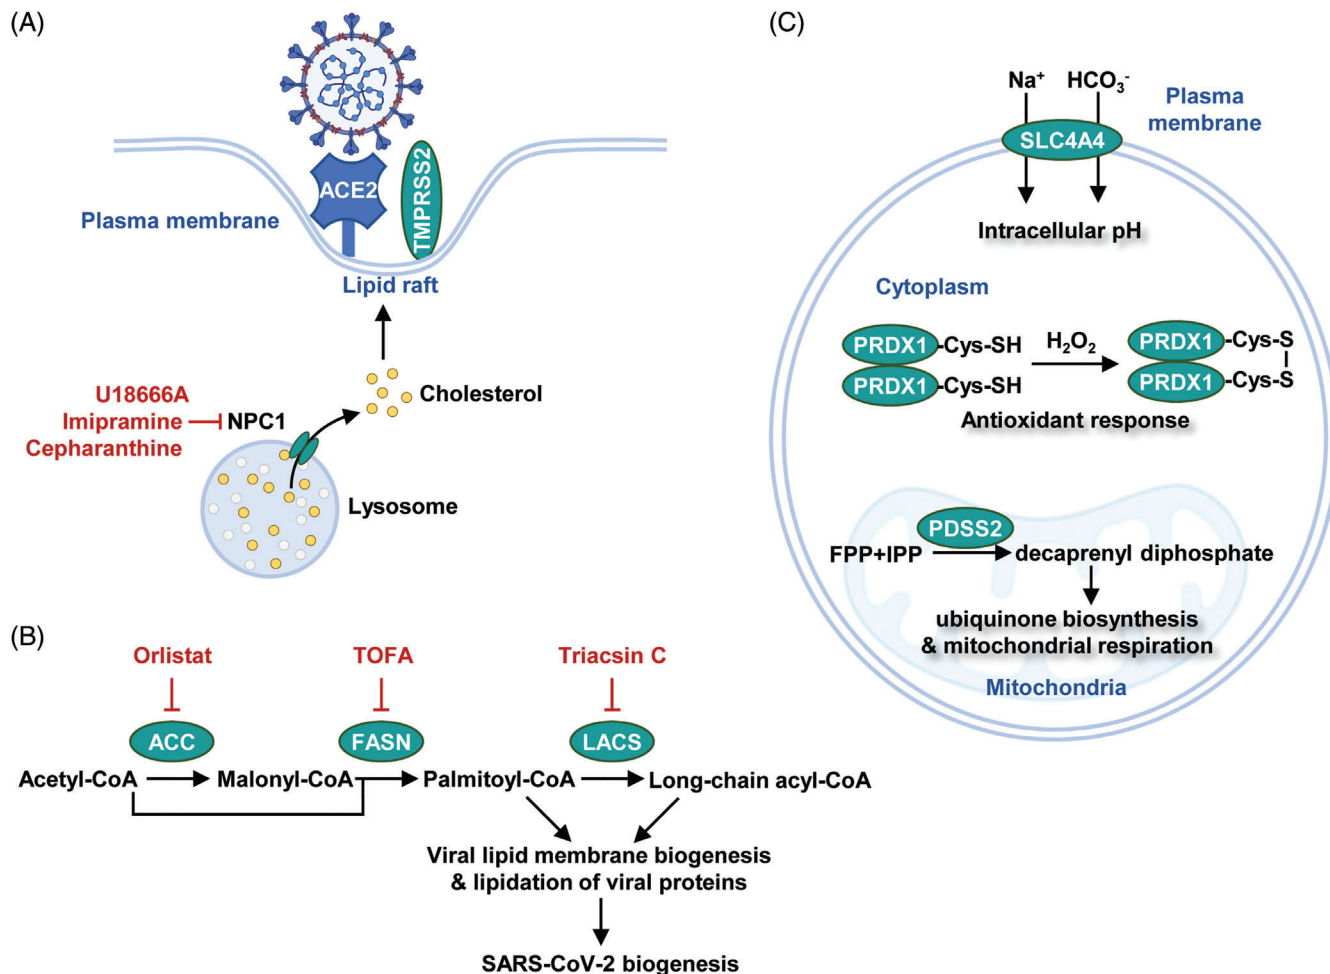 (A)
ACE2
TMPRSS2
Plasma membrane
Lipid raft
U18666A
Imipramine
Cepharanthine
NPC1
Cholesterol
Lysosome
(B)
Orlistat
TOFA
Triacsin C
ACC
FASN
LACS
Acetyl-CoA
Malonyl-CoA
Palmitoyl-CoA
Long-chain acyl-CoA
Viral lipid membrane biogenesis
& lipidation of viral proteins
SARS-CoV-2 biogenesis
(C)
Na⁺
HCO₃⁻
Plasma
membrane
SLC4A4
Intracellular pH
Cytoplasm
PRDX1-Cys-SH
PRDX1-Cys-SH
H₂O₂
PRDX1-Cys-S
PRDX1-Cys-S
Antioxidant response
PDSS2
FPP+IPP
decaprenyl diphosphate
ubiquinone biosynthesis
& mitochondrial respiration
Mitochondria